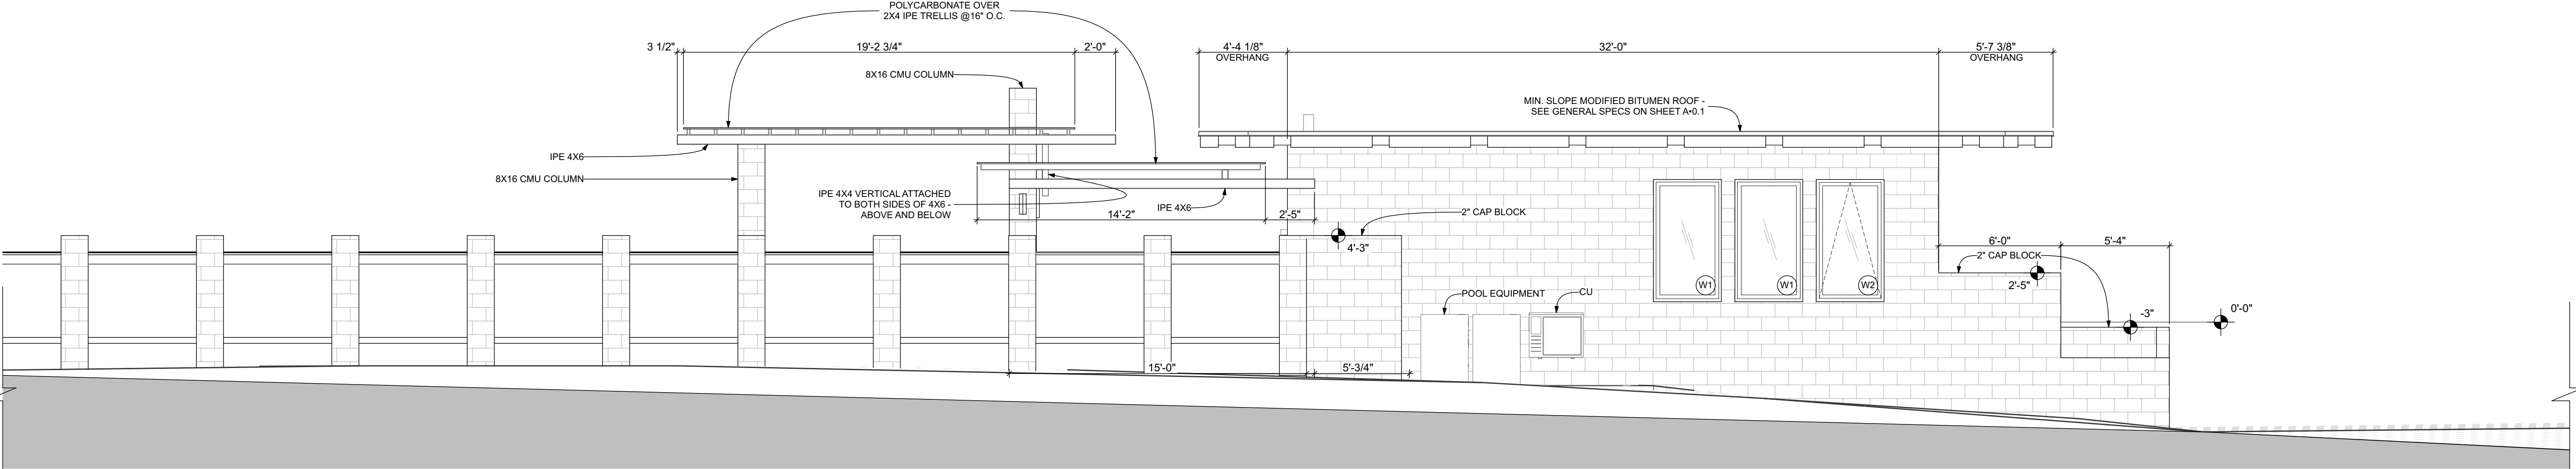 POLYCARBONATE OVER
2X4 IPE TRELLIS @16" O.C.
3 1/2"
19'-2 3/4"
2'-0"
4'-4 1/8"
OVERHANG
32'-0"
5'-7 3/8"
OVERHANG
8X16 CMU COLUMN
MIN. SLOPE MODIFIED BITUMEN ROOF -
SEE GENERAL SPECS ON SHEET A•0.1
IPE 4X6
8X16 CMU COLUMN
IPE 4X4 VERTICAL ATTACHED
TO BOTH SIDES OF 4X6 -
ABOVE AND BELOW
IPE 4X6
14'-2"
2'-5"
2" CAP BLOCK
4'-3"
6'-0"
5'-4"
2" CAP BLOCK
2'-5"
POOL EQUIPMENT
CU
W1
W1
W2
-3"
0'-0"
15'-0"
5'-3/4"